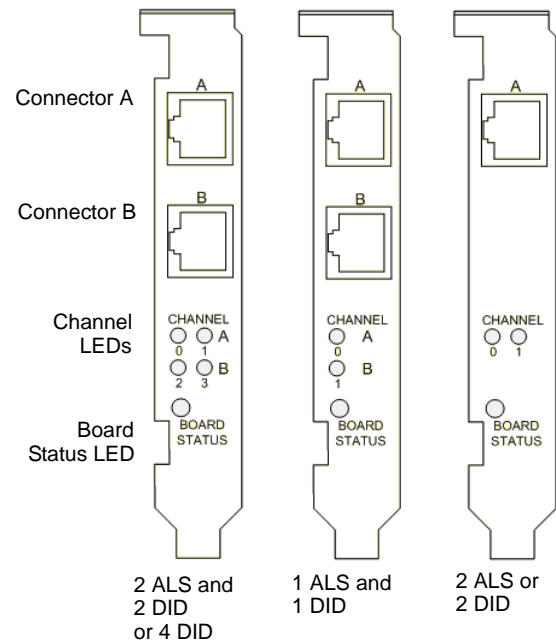 A
A
A
Connector A
B
B
Connector B
CHANNEL
CHANNEL
CHANNEL
Channel
LEDs
A
0 1
B
2 3
A
0
B
1
0 1
Board
Status LED
BOARD
STATUS
BOARD
STATUS
BOARD
STATUS
2 ALS and
2 DID
or 4 DID
1 ALS and
1 DID
2 ALS or
2 DID